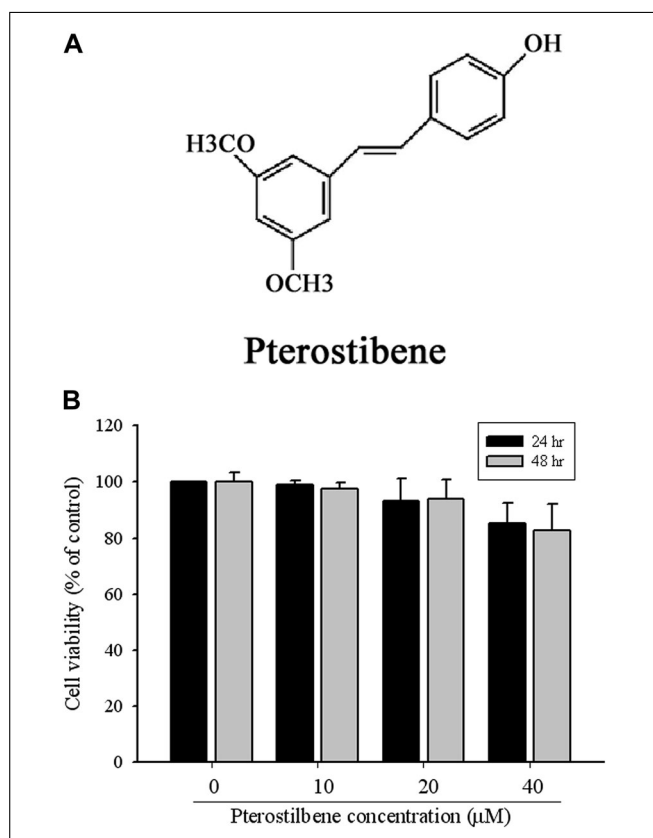 A
OH
H3CO
OCH3
Pterostibene
B
120
100
80
60
40
20
0
Cell viability (% of control)
24 hr
48 hr
0 10 20 40
Pterostilbene concentration (µM)